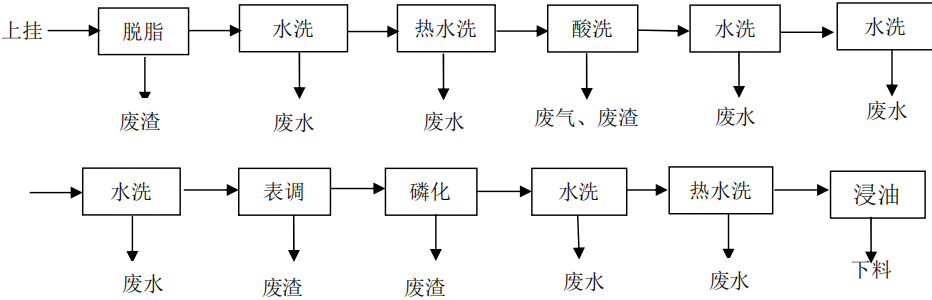 上挂 脱脂 水洗 热水洗 酸洗 水洗 水洗
废渣 废水 废水 废气、废渣 废水 废水
水洗 表调 磷化 水洗 热水洗 浸油
废水 废渣 废渣 废水 废水 下料